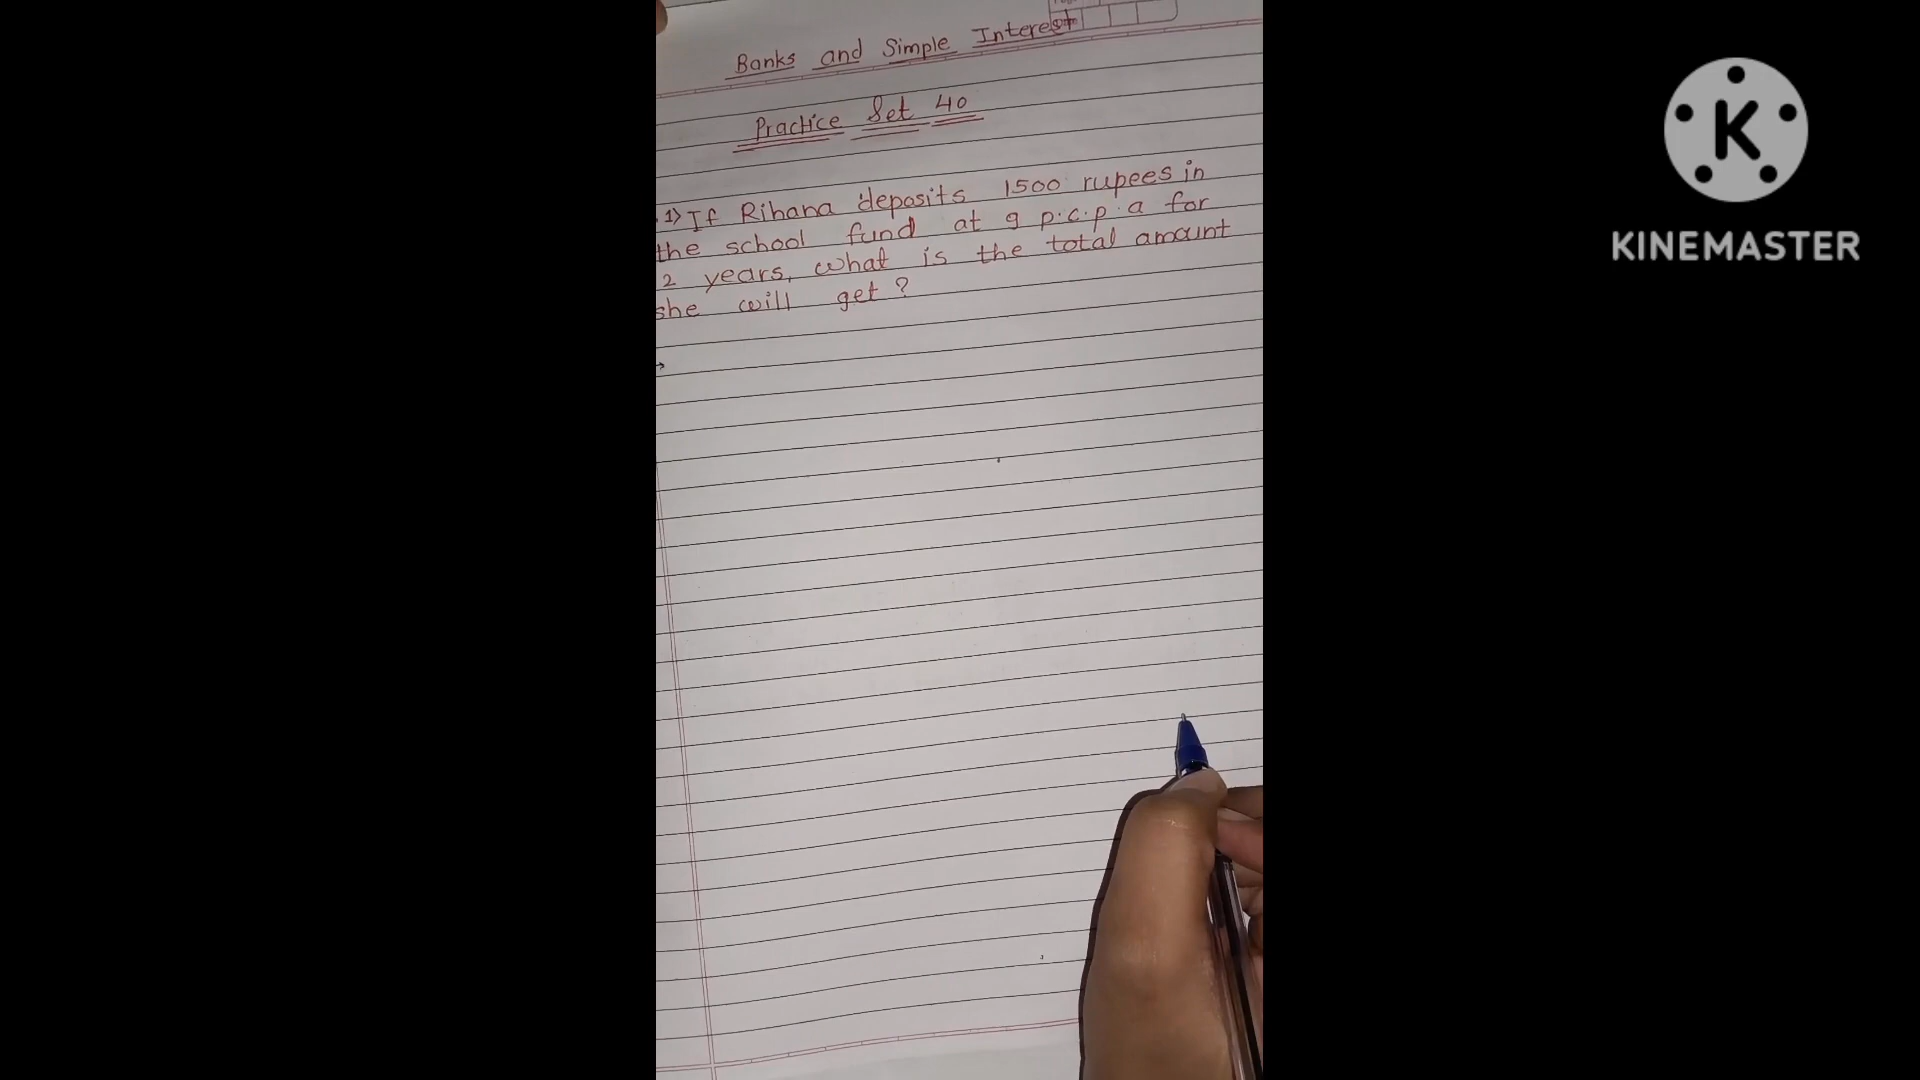 Banks and Simple Interest
Practice Set 40
1) If Rihana deposits 1500 rupees in
the school fund at 9 p.c.p.a for
2 years, what is the total amount
she will get?
K
KINEMASTER